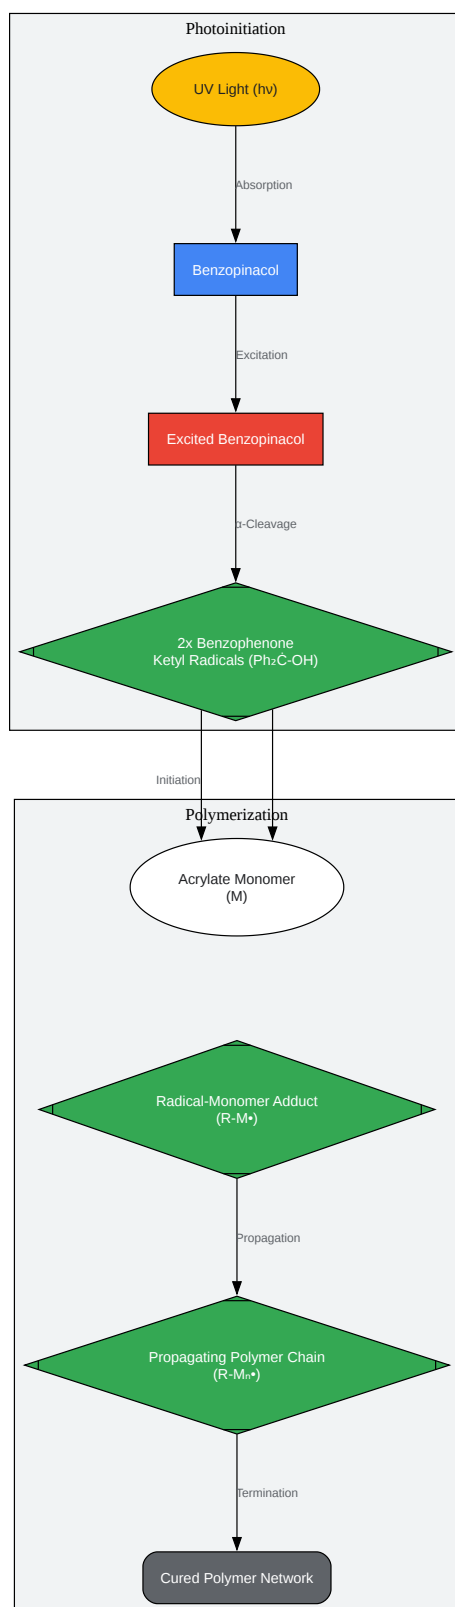 Photoinitiation
UV Light (hν)
Absorption
Benzopinacol
Excitation
Excited Benzopinacol
α-Cleavage
2x Benzophenone
Ketyl Radicals (Ph₂Ċ-OH)
Initiation
Polymerization
Acrylate Monomer
(M)
Radical-Monomer Adduct
(R-M•)
Propagation
Propagating Polymer Chain
(R-Mₙ•)
Termination
Cured Polymer Network